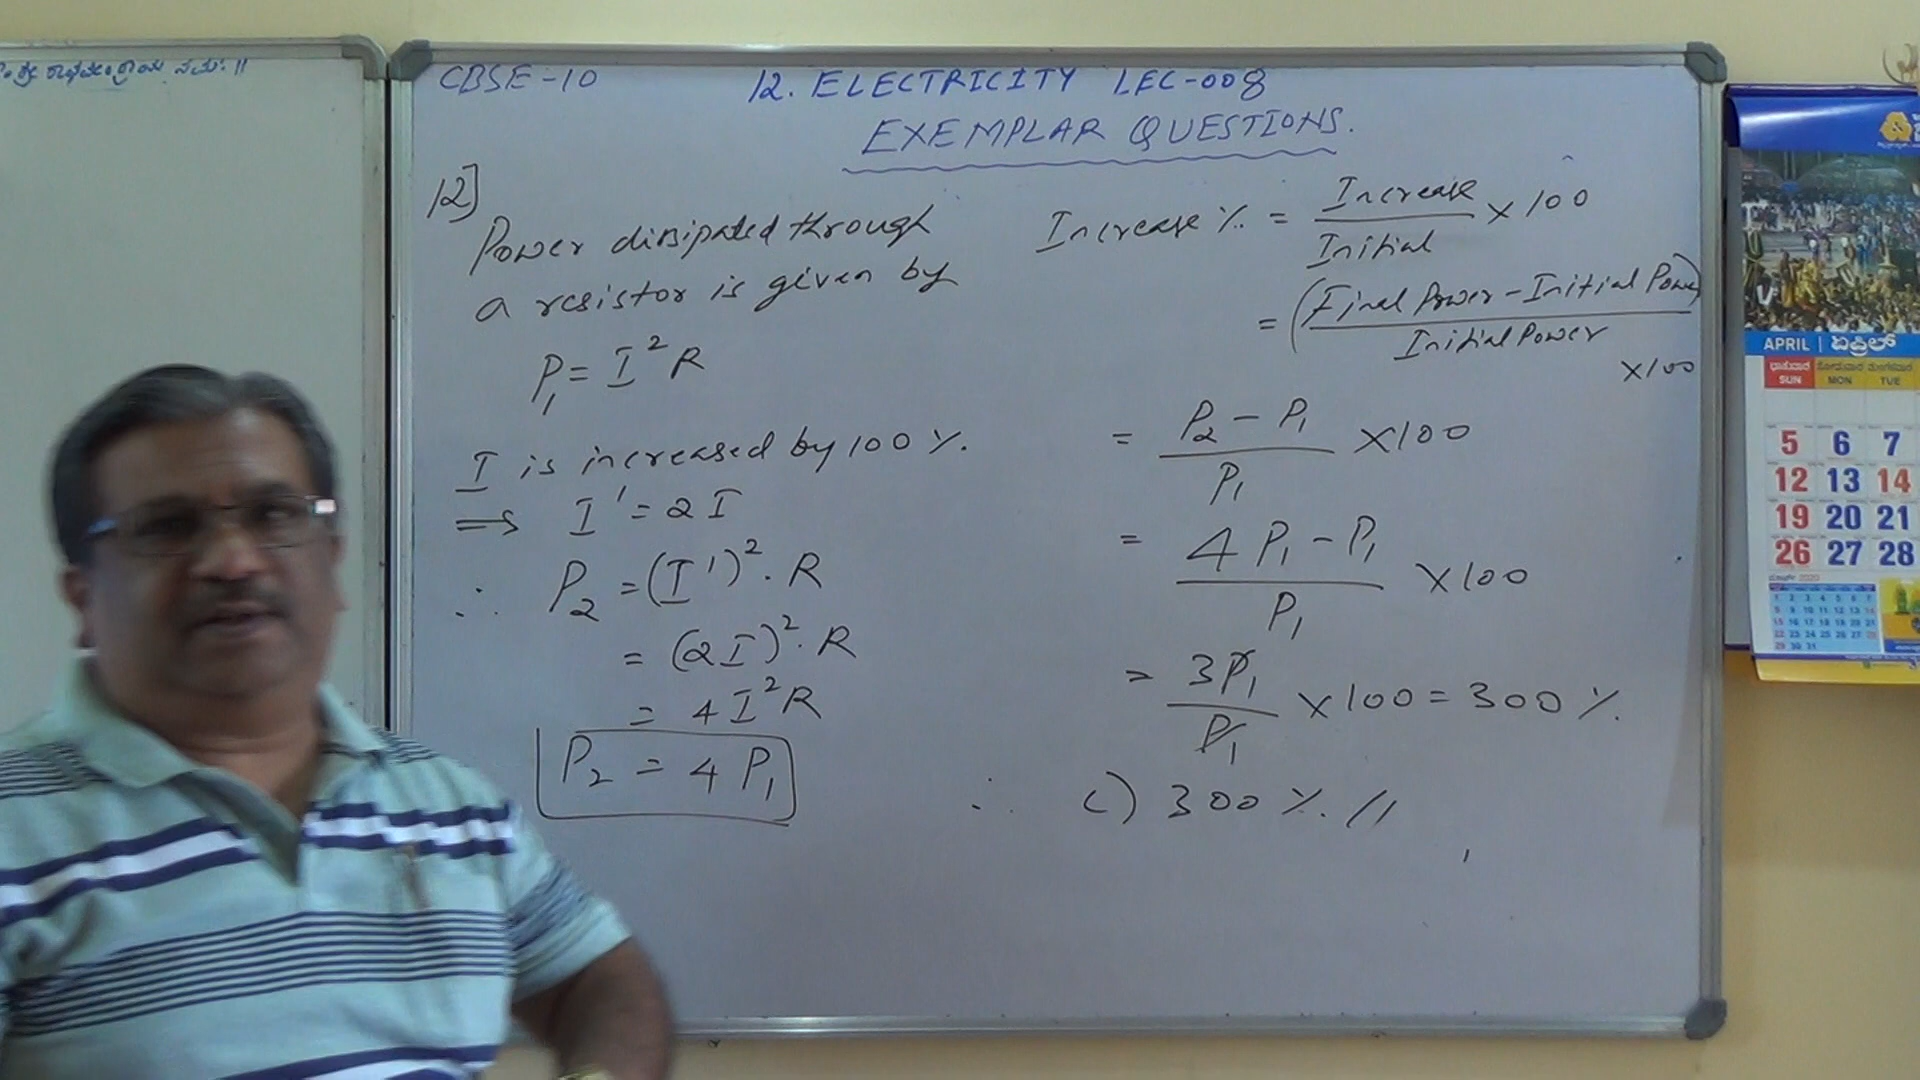 CBSE-10 12. ELECTRICITY LEC-008
EXEMPLAR QUESTIONS.
12]
Power dissipated through
a resistor is given by
P₁ = I²R
I is increased by 100 %.
⇒ I' = 2I
∴ P₂ = (I')². R
= (2I)². R
= 4I²R
P₂ = 4 P₁
Increase % = Increase / Initial × 100
= (Final Power - Initial Power) / Initial Power
×100
= P₂ - P₁ / P₁ ×100
= 4P₁ - P₁ / P₁ ×100
= 3P₁ / P₁ × 100 = 300 %.
∴ c) 300 %. //
APRIL | ಏಪ್ರಿಲ್
SUN MON TUE
5 6 7
12 13 14
19 20 21
26 27 28